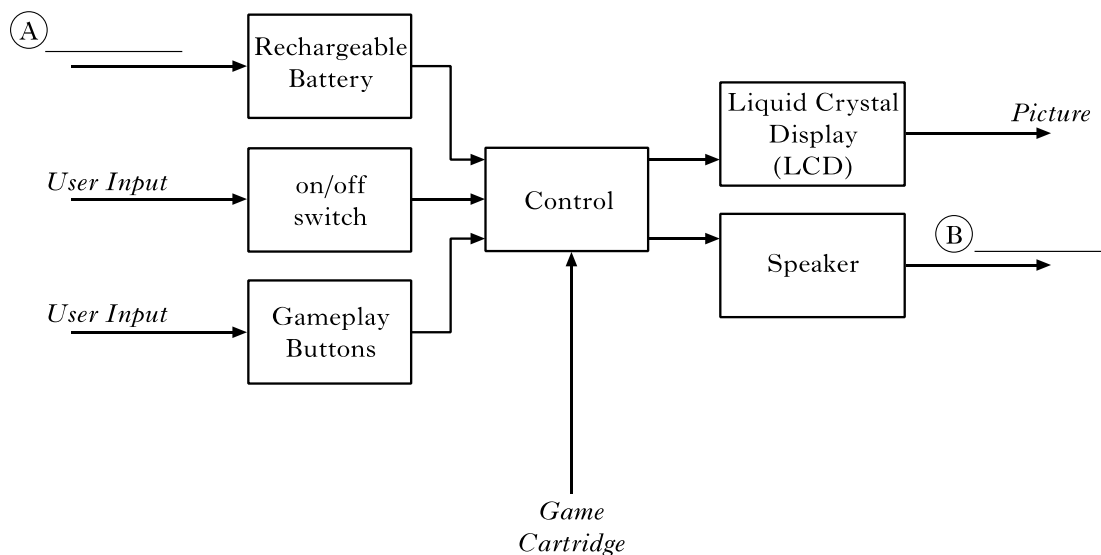 A
Rechargeable
Battery
User Input
on/off
switch
User Input
Gameplay
Buttons
Control
Game
Cartridge
Liquid Crystal
Display
(LCD)
Picture
Speaker
B